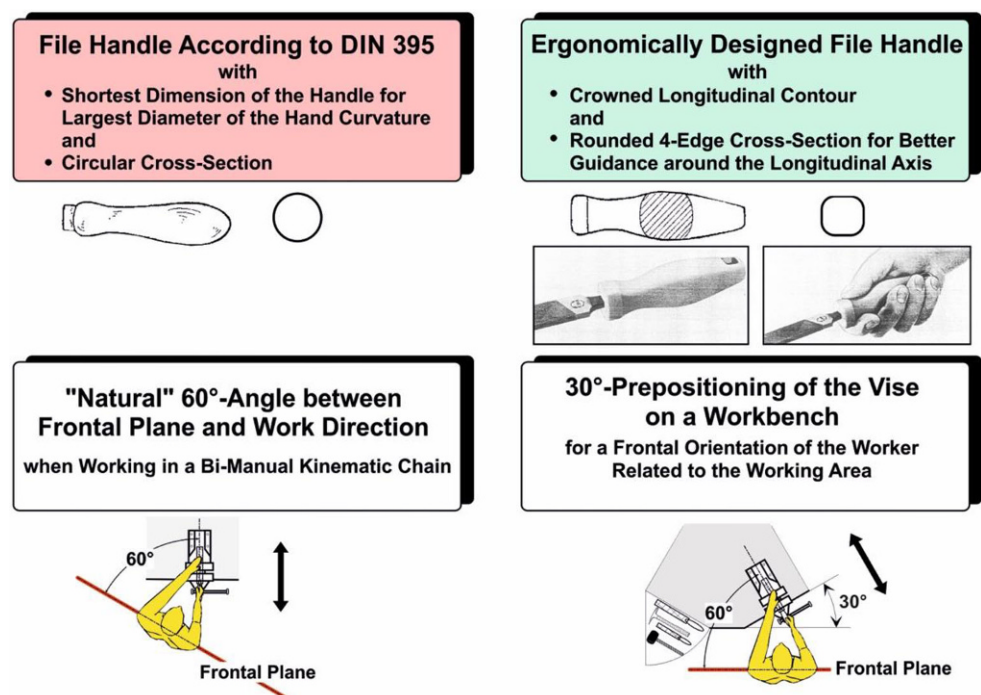 File Handle According to DIN 395
with
• Shortest Dimension of the Handle for
Largest Diameter of the Hand Curvature
and
• Circular Cross-Section
Ergonomically Designed File Handle
with
• Crowned Longitudinal Contour
and
• Rounded 4-Edge Cross-Section for Better
Guidance around the Longitudinal Axis
"Natural" 60°-Angle between
Frontal Plane and Work Direction
when Working in a Bi-Manual Kinematic Chain
60°
Frontal Plane
30°-Prepositioning of the Vise
on a Workbench
for a Frontal Orientation of the Worker
Related to the Working Area
60°
30°
Frontal Plane